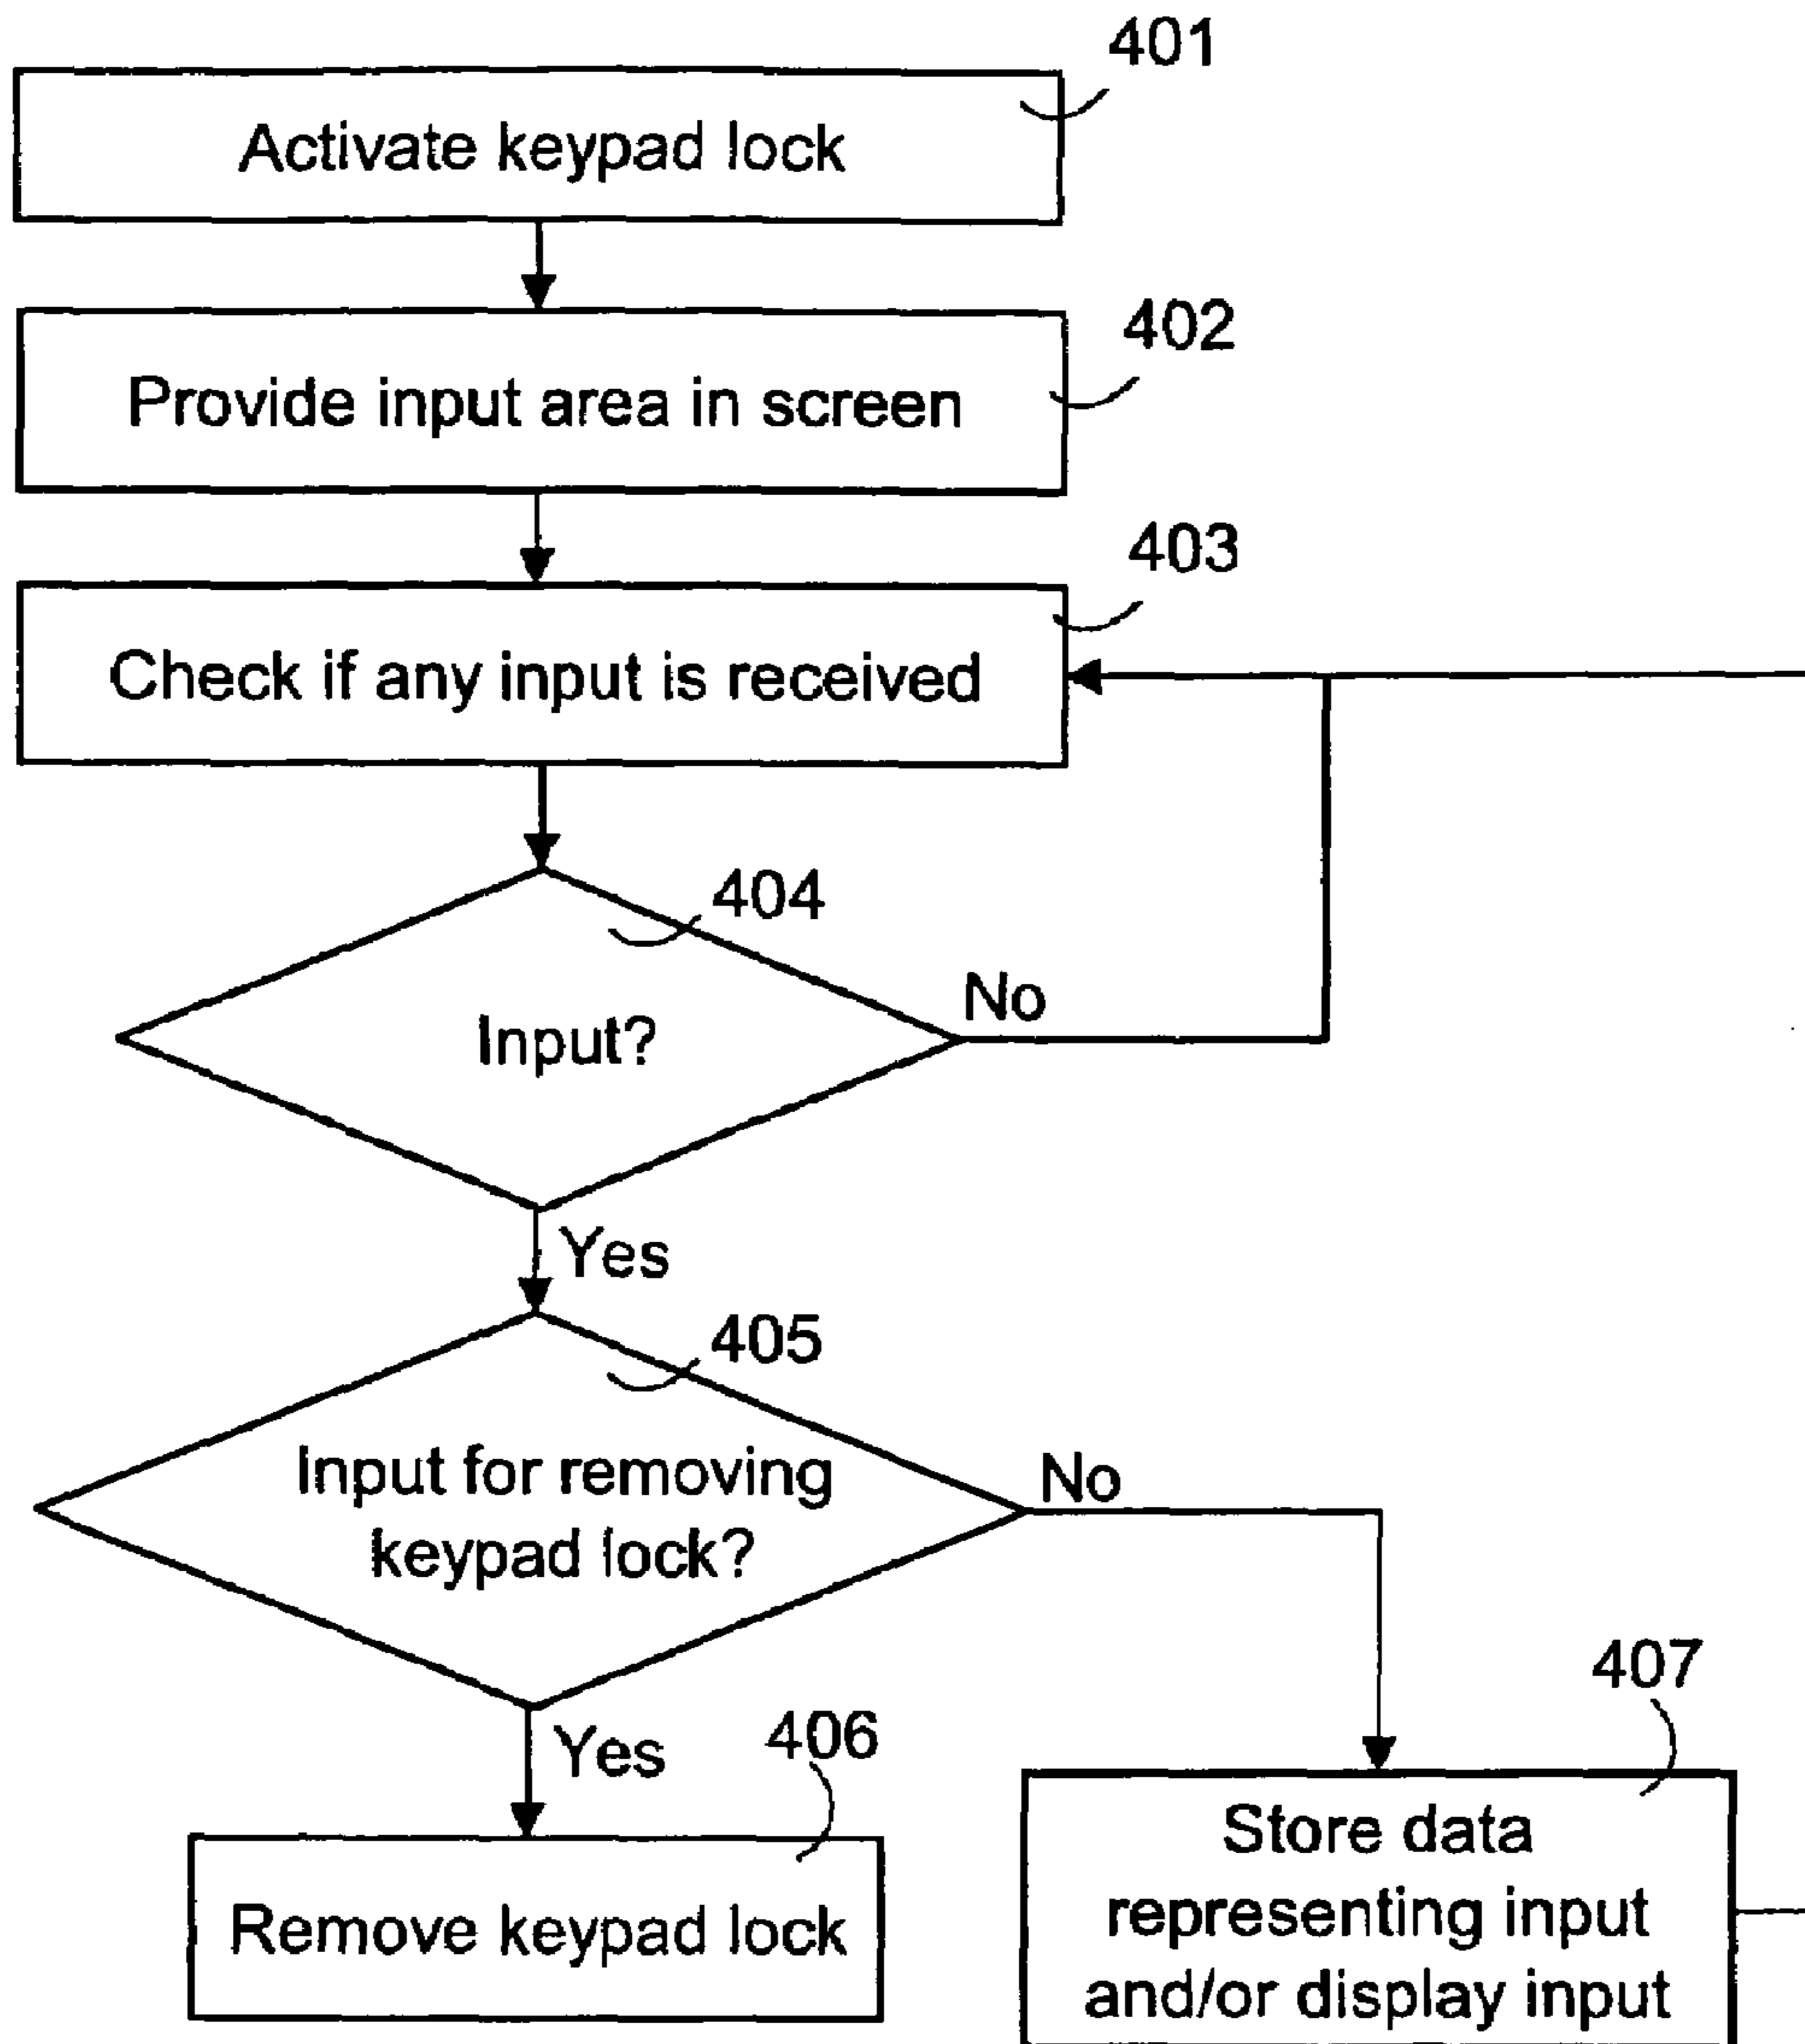 401
Activate keypad lock
402
Provide input area in screen
403
Check if any input is received
404
Input?
No
Yes
405
Input for removing
keypad lock?
No
Yes
406
Remove keypad lock
407
Store data
representing input
and/or display input